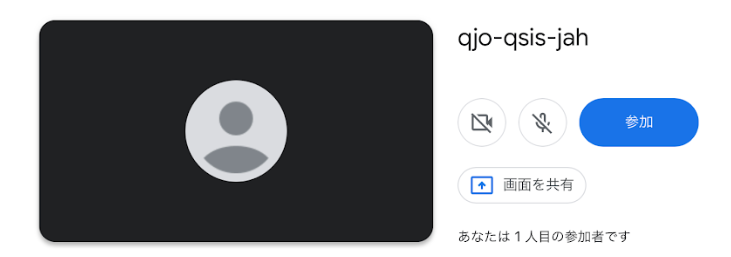 qjo-qsis-jah
参加
画面を共有
あなたは 1 人目の参加者です